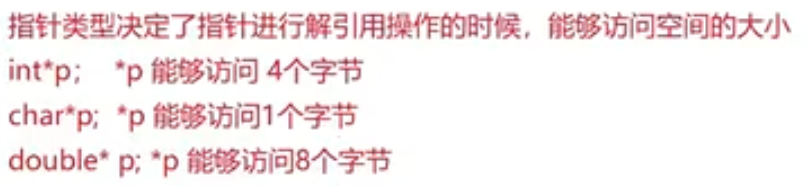 指针类型决定了指针进行解引用操作的时候，能够访问空间的大小
int*p； *p 能够访问 4个字节
char*p; *p 能够访问1个字节
double* p; *p 能够访问8个字节